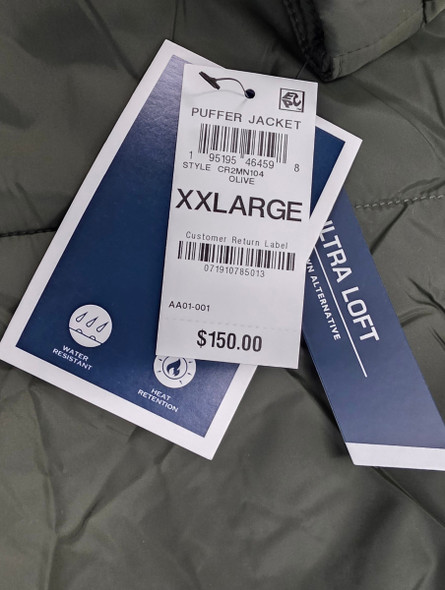 PUFFER JACKET
1 95195 46459 8
STYLE CR2MN104
OLIVE
XXLARGE
Customer Return Label
071910785013
AA01-001
$150.00
WATER
RESISTANT
HEAT
RETENTION
ULTRA LOFT
ALTERNATIVE